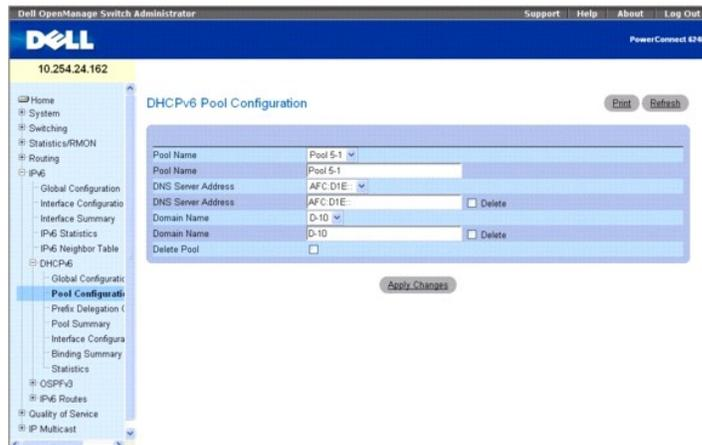 Dell OpenManage Switch Administrator
Support Help About Log Out
DELL
PowerConnect 624
10.254.24.162
Home
System
Switching
Statistics/RMON
Routing
IPv6
Global Configuration
Interface Configuratio
Interface Summary
IPv6 Statistics
IPv6 Neighbor Table
DHCPv6
Global Configuratic
Pool Configurati
Prefix Delegation (
Pool Summary
Interface Configura
Binding Summary
Statistics
OSPFv3
IPv6 Routes
Quality of Service
IP Multicast
DHCPv6 Pool Configuration
Print Refresh
Pool Name Pool 5-1
Pool Name Pool 5-1
DNS Server Address AFC:D1E::
DNS Server Address AFC:D1E:: Delete
Domain Name D-10
Domain Name D-10 Delete
Delete Pool
Apply Changes